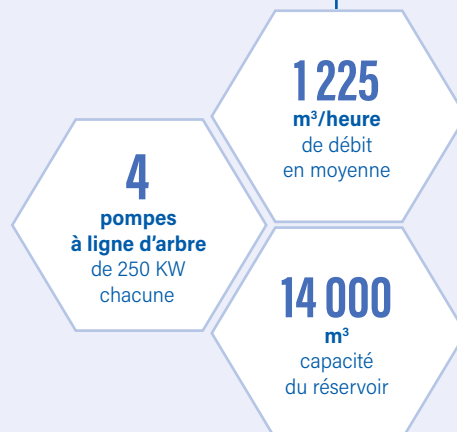 1 225
m³/heure
de débit
en moyenne
4
pompes
à ligne d'arbre
de 250 KW
chacune
14 000
m³
capacité
du réservoir